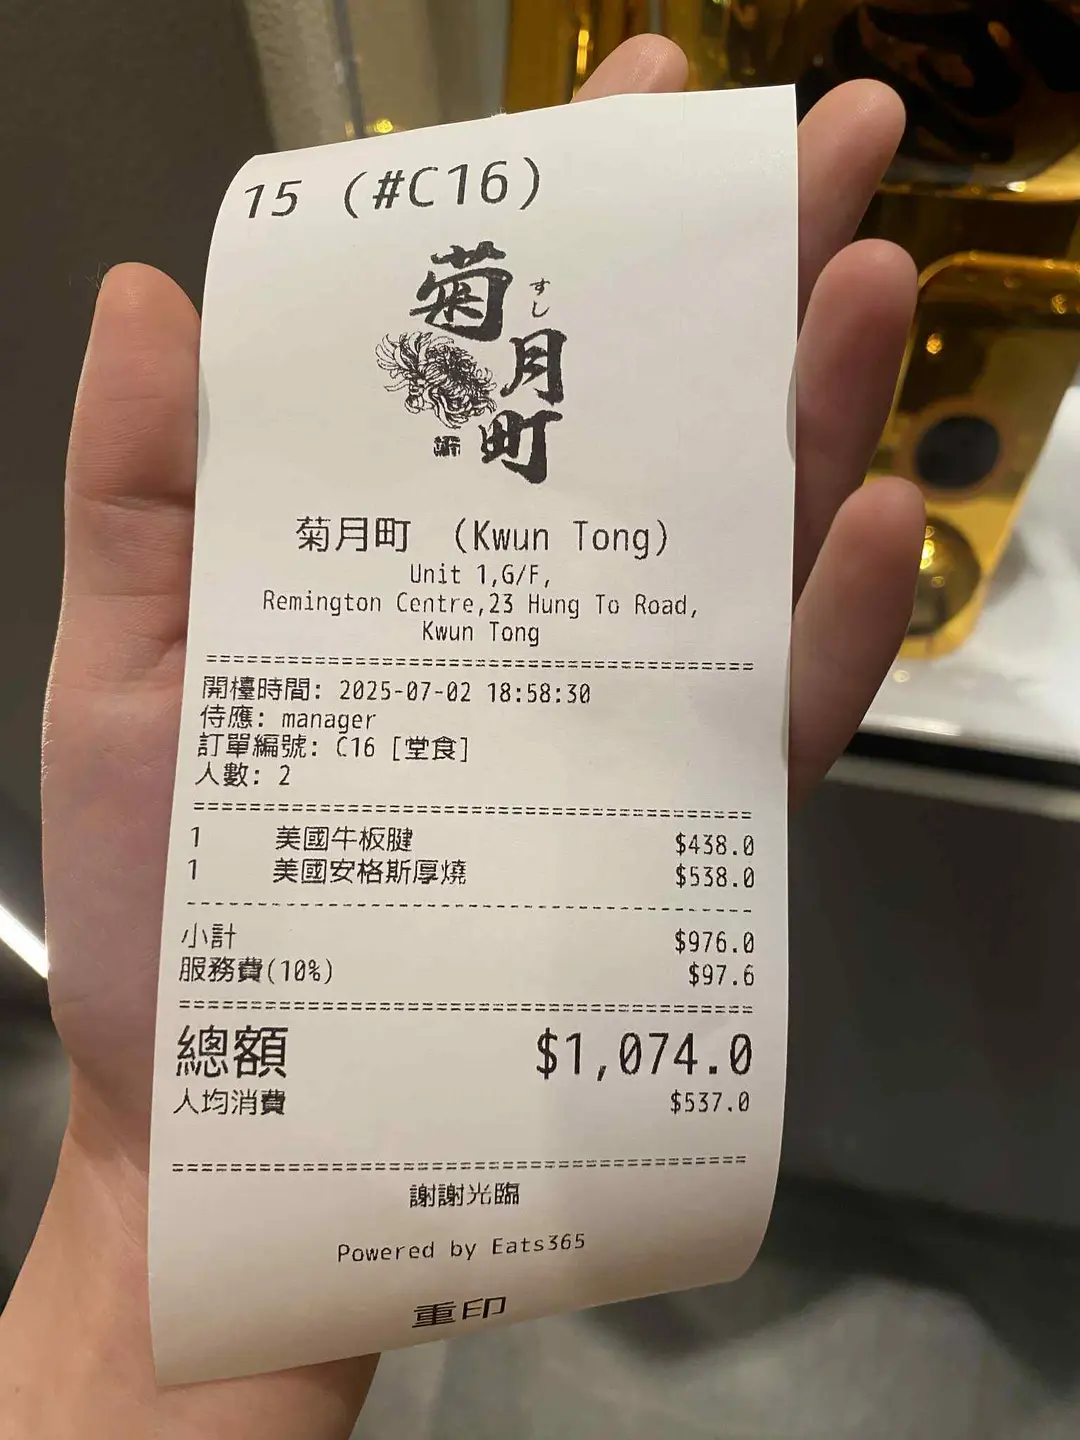 15 (#C16)
菊
すし
月
町
菊月町 (Kwun Tong)
Unit 1,G/F,
Remington Centre,23 Hung To Road,
Kwun Tong
開檯時間: 2025-07-02 18:58:30
侍應: manager
訂單編號: C16 [堂食]
人數: 2
1 美國牛板腱 $438.0
1 美國安格斯厚燒 $538.0
小計 $976.0
服務費(10%) $97.6
總額 $1,074.0
人均消費 $537.0
謝謝光臨
Powered by Eats365
重印